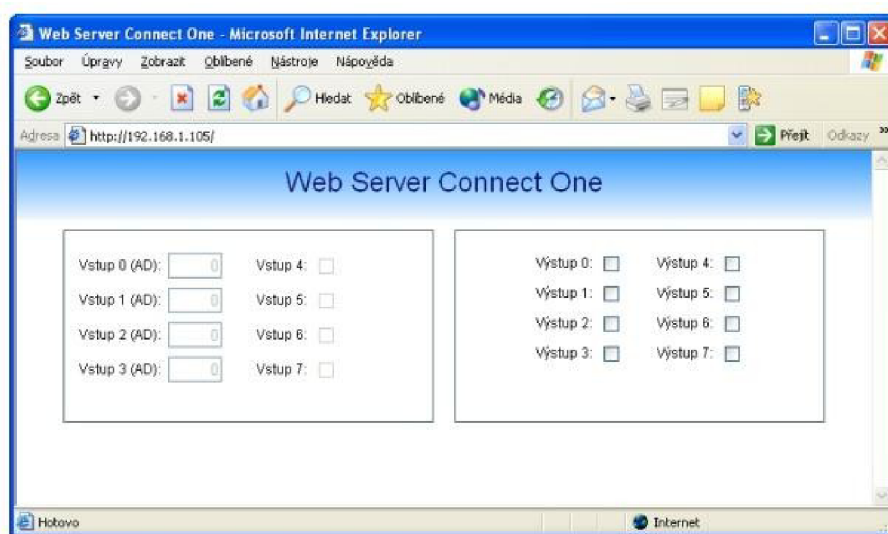 Web Server Connect One - Microsoft Internet Explorer
Soubor Úpravy Zobrazit Oblíbené Nástroje Nápověda
Zpět Hledat Oblíbené Média
Adresa http://192.168.1.105/ Přejít Odkazy »
Web Server Connect One
Vstup 0 (AD): 0 Vstup 4:
Vstup 1 (AD): 0 Vstup 5:
Vstup 2 (AD): 0 Vstup 6:
Vstup 3 (AD): 0 Vstup 7:
Výstup 0: Výstup 4:
Výstup 1: Výstup 5:
Výstup 2: Výstup 6:
Výstup 3: Výstup 7:
Hotovo Internet